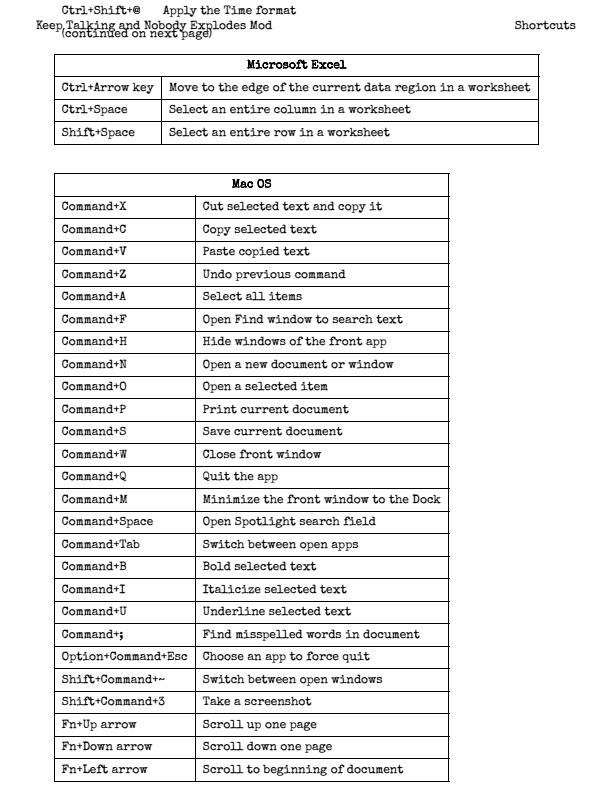 Ctrl+Shift+@ Apply the Time format
Keep Talking and Nobody Explodes Mod Shortcuts
(continued on next page)
Microsoft Excel
Ctrl+Arrow key Move to the edge of the current data region in a worksheet
Ctrl+Space Select an entire column in a worksheet
Shift+Space Select an entire row in a worksheet
Mac OS
Command+X Cut selected text and copy it
Command+C Copy selected text
Command+V Paste copied text
Command+Z Undo previous command
Command+A Select all items
Command+F Open Find window to search text
Command+H Hide windows of the front app
Command+N Open a new document or window
Command+O Open a selected item
Command+P Print current document
Command+S Save current document
Command+W Close front window
Command+Q Quit the app
Command+M Minimize the front window to the Dock
Command+Space Open Spotlight search field
Command+Tab Switch between open apps
Command+B Bold selected text
Command+I Italicize selected text
Command+U Underline selected text
Command+; Find misspelled words in document
Option+Command+Esc Choose an app to force quit
Shift+Command+~ Switch between open windows
Shift+Command+3 Take a screenshot
Fn+Up arrow Scroll up one page
Fn+Down arrow Scroll down one page
Fn+Left arrow Scroll to beginning of document